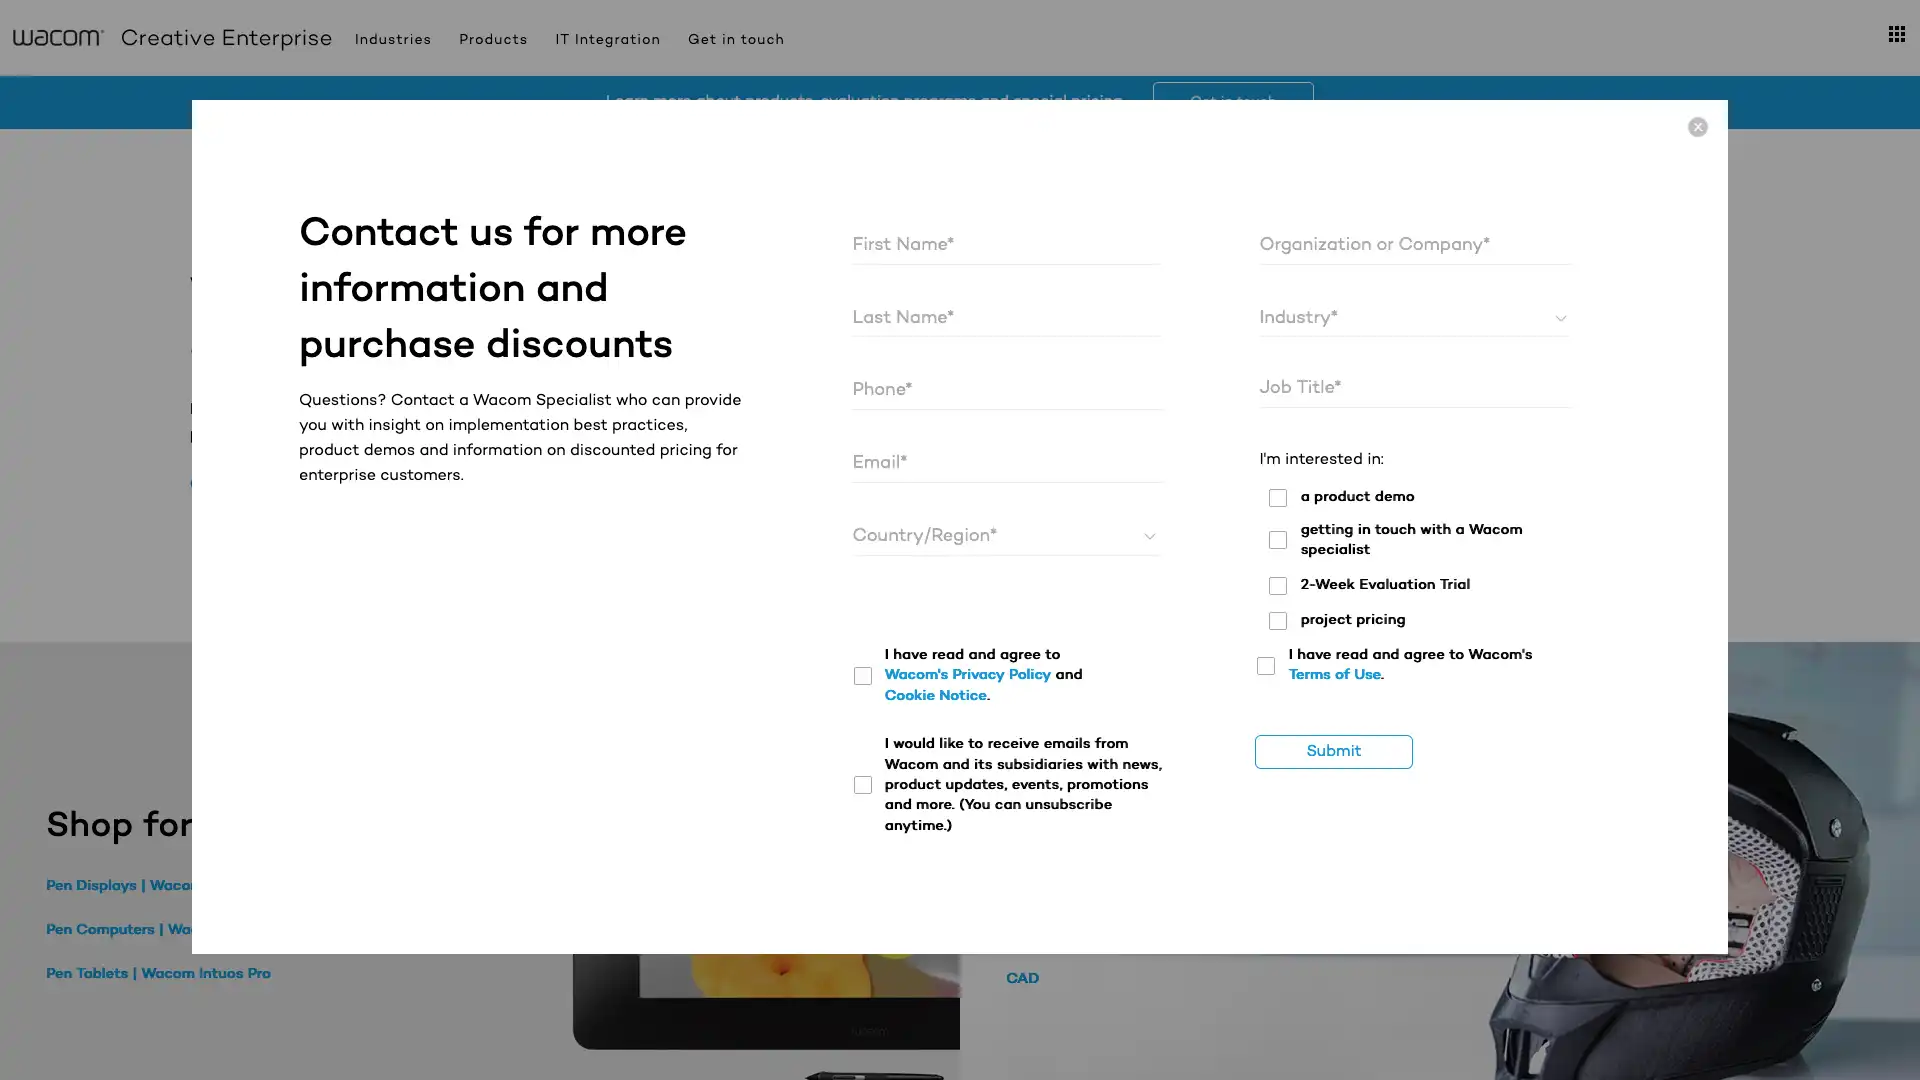 wacom Creative Enterprise Industries Products IT Integration Get in touch
Learn more about products, evaluation programs and special pricing Get in touch
Contact us for more
information and
purchase discounts
Questions? Contact a Wacom Specialist who can provide
you with insight on implementation best practices,
product demos and information on discounted pricing for
enterprise customers.
First Name*
Last Name*
Phone*
Email*
Country/Region*
I have read and agree to
Wacom's Privacy Policy and
Cookie Notice.
I would like to receive emails from
Wacom and its subsidiaries with news,
product updates, events, promotions
and more. (You can unsubscribe
anytime.)
Organization or Company*
Industry*
Job Title*
I'm interested in:
a product demo
getting in touch with a Wacom
specialist
2-Week Evaluation Trial
project pricing
I have read and agree to Wacom's
Terms of Use.
Submit
Shop for
Pen Displays | Wacom
Pen Computers | Wa
Pen Tablets | Wacom Intuos Pro
CAD
wacom